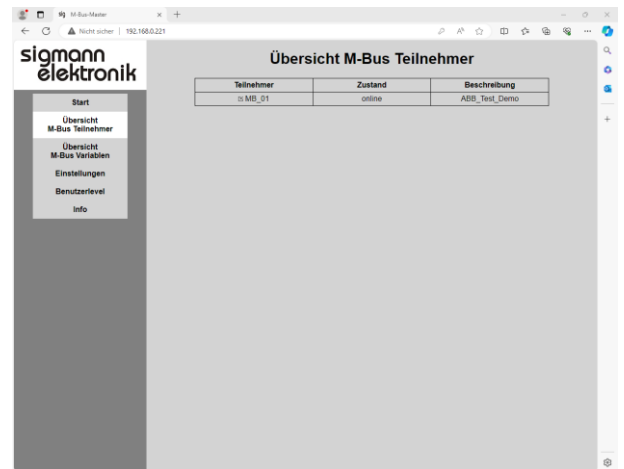 M-Bus-Master
Nicht sicher | 192.168.0.221
sigmann
elektronik
Start
Übersicht
M-Bus Teilnehmer
Übersicht
M-Bus Variablen
Einstellungen
Benutzerlevel
Info
Übersicht M-Bus Teilnehmer
Teilnehmer Zustand Beschreibung
MB_01 online ABB_Test_Demo